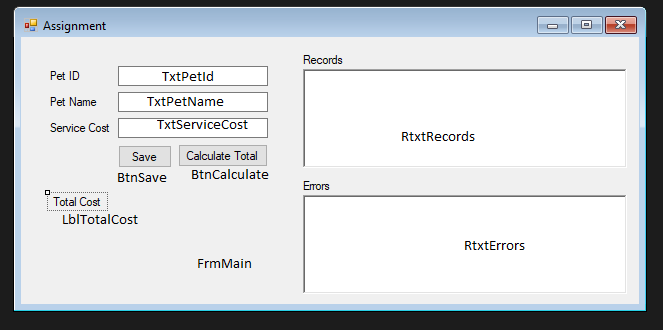 Assignment
Pet ID
TxtPetId
Pet Name
TxtPetName
Service Cost
TxtServiceCost
Save
Calculate Total
BtnSave
BtnCalculate
Total Cost
LblTotalCost
FrmMain
Records
RtxtRecords
Errors
RtxtErrors